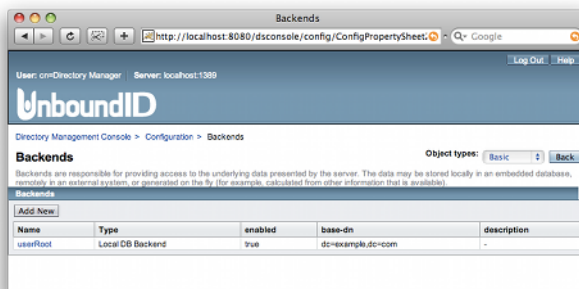 Backends
http://localhost:8080/dsconsole/config/ConfigPropertySheet.
Google
Log Out Help
User: cn=Directory Manager Server: localhost:1389
UnboundID
Directory Management Console > Configuration > Backends
Backends
Object types: Basic Back
Backends are responsible for providing access to the underlying data presented by the server. The data may be stored locally in an embedded database,
remotely in an external system, or generated on the fly (for example, calculated from other information that is available).
Backends
Add New
Name Type enabled base-dn description
userRoot Local DB Backend true dc=example,dc=com -